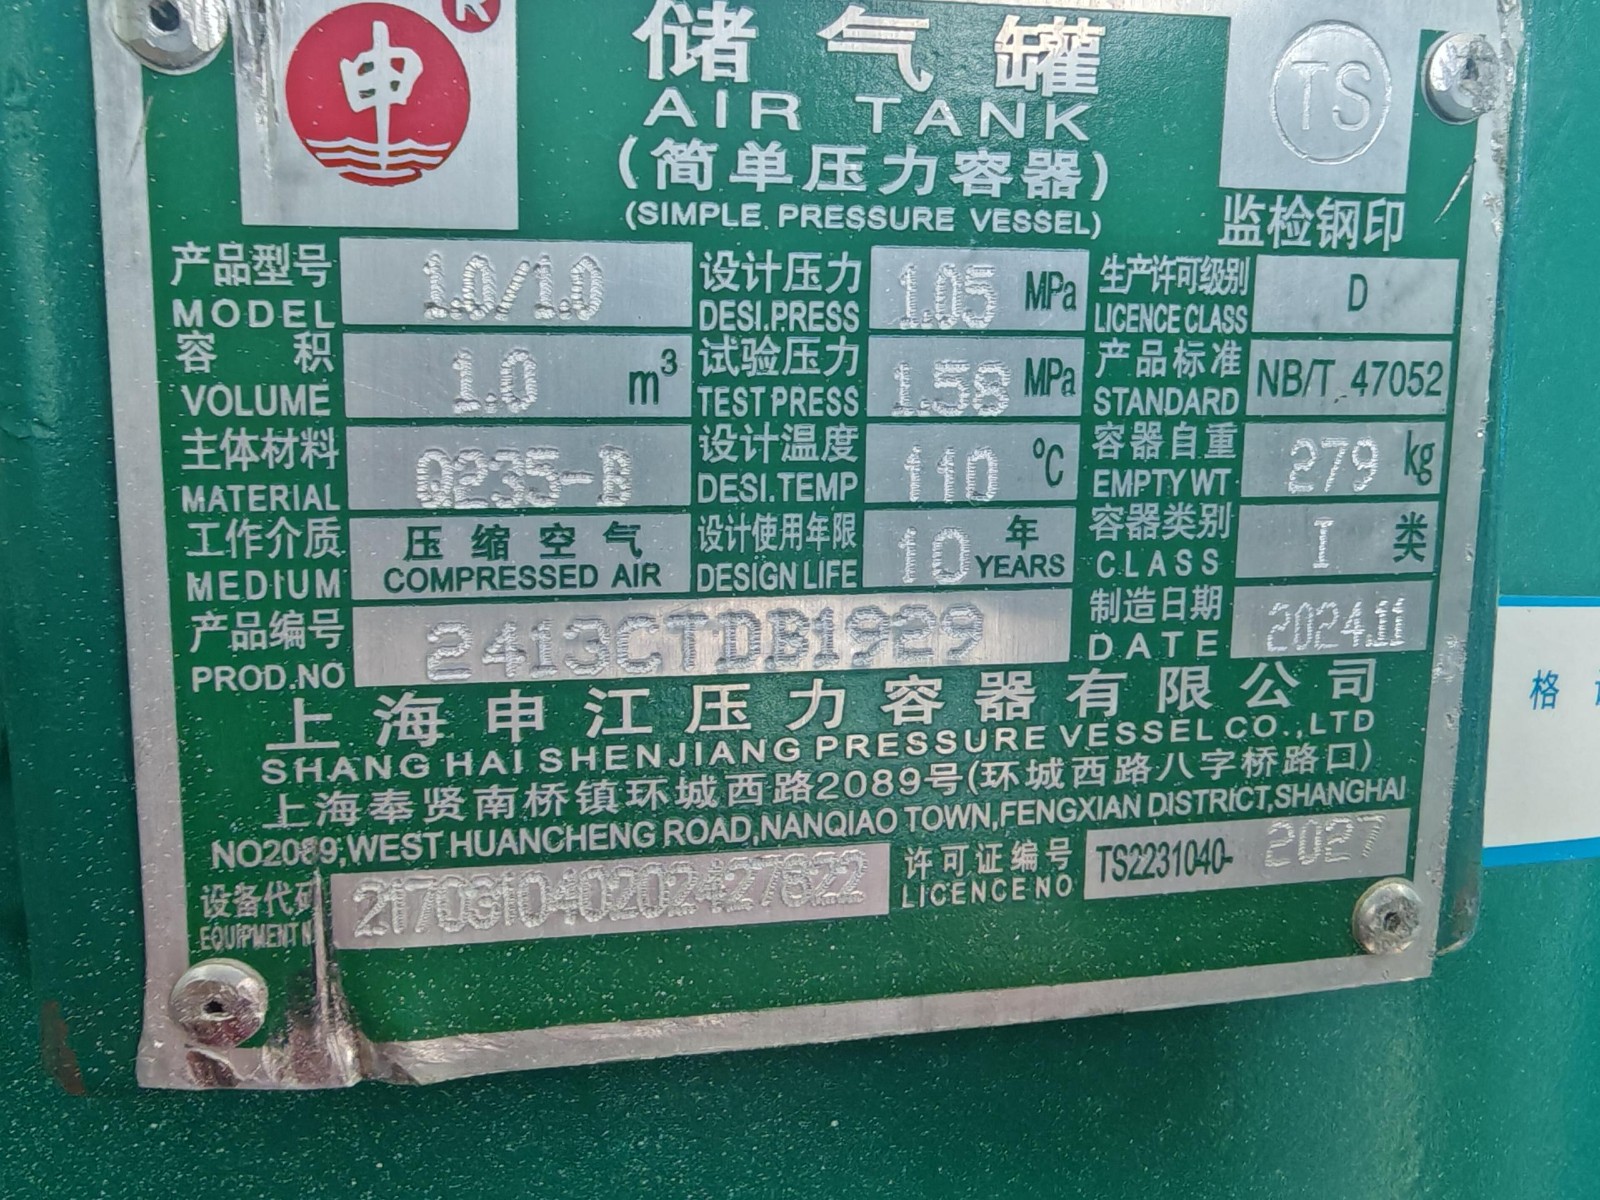 申 R
储气罐
AIR TANK
(简单压力容器)
(SIMPLE PRESSURE VESSEL)
TS
监检钢印
产品型号 MODEL 1.0/1.0 设计压力 DESI.PRESS 1.05 MPa 生产许可级别 LICENCE CLASS D
容积 VOLUME 1.0 m³ 试验压力 TEST PRESS 1.58 MPa 产品标准 STANDARD NB/T 47052
主体材料 MATERIAL Q235-B 设计温度 DESI.TEMP 110 °C 容器自重 EMPTY WT 279 kg
工作介质 MEDIUM 压缩空气 COMPRESSED AIR 设计使用年限 DESIGN LIFE 10 年 YEARS 容器类别 CLASS I 类
产品编号 PROD.NO 2413CTDB1929 制造日期 DATE 2024.11
上海申江压力容器有限公司
SHANG HAI SHENJIANG PRESSURE VESSEL CO.,LTD
上海奉贤南桥镇环城西路2089号(环城西路八字桥路口)
NO2089,WEST HUANCHENG ROAD,NANQIAO TOWN,FENGXIAN DISTRICT,SHANGHAI
设备代码 EQUIPMENT N 217031040202427822 许可证编号 LICENCE NO TS2231040-2027
格